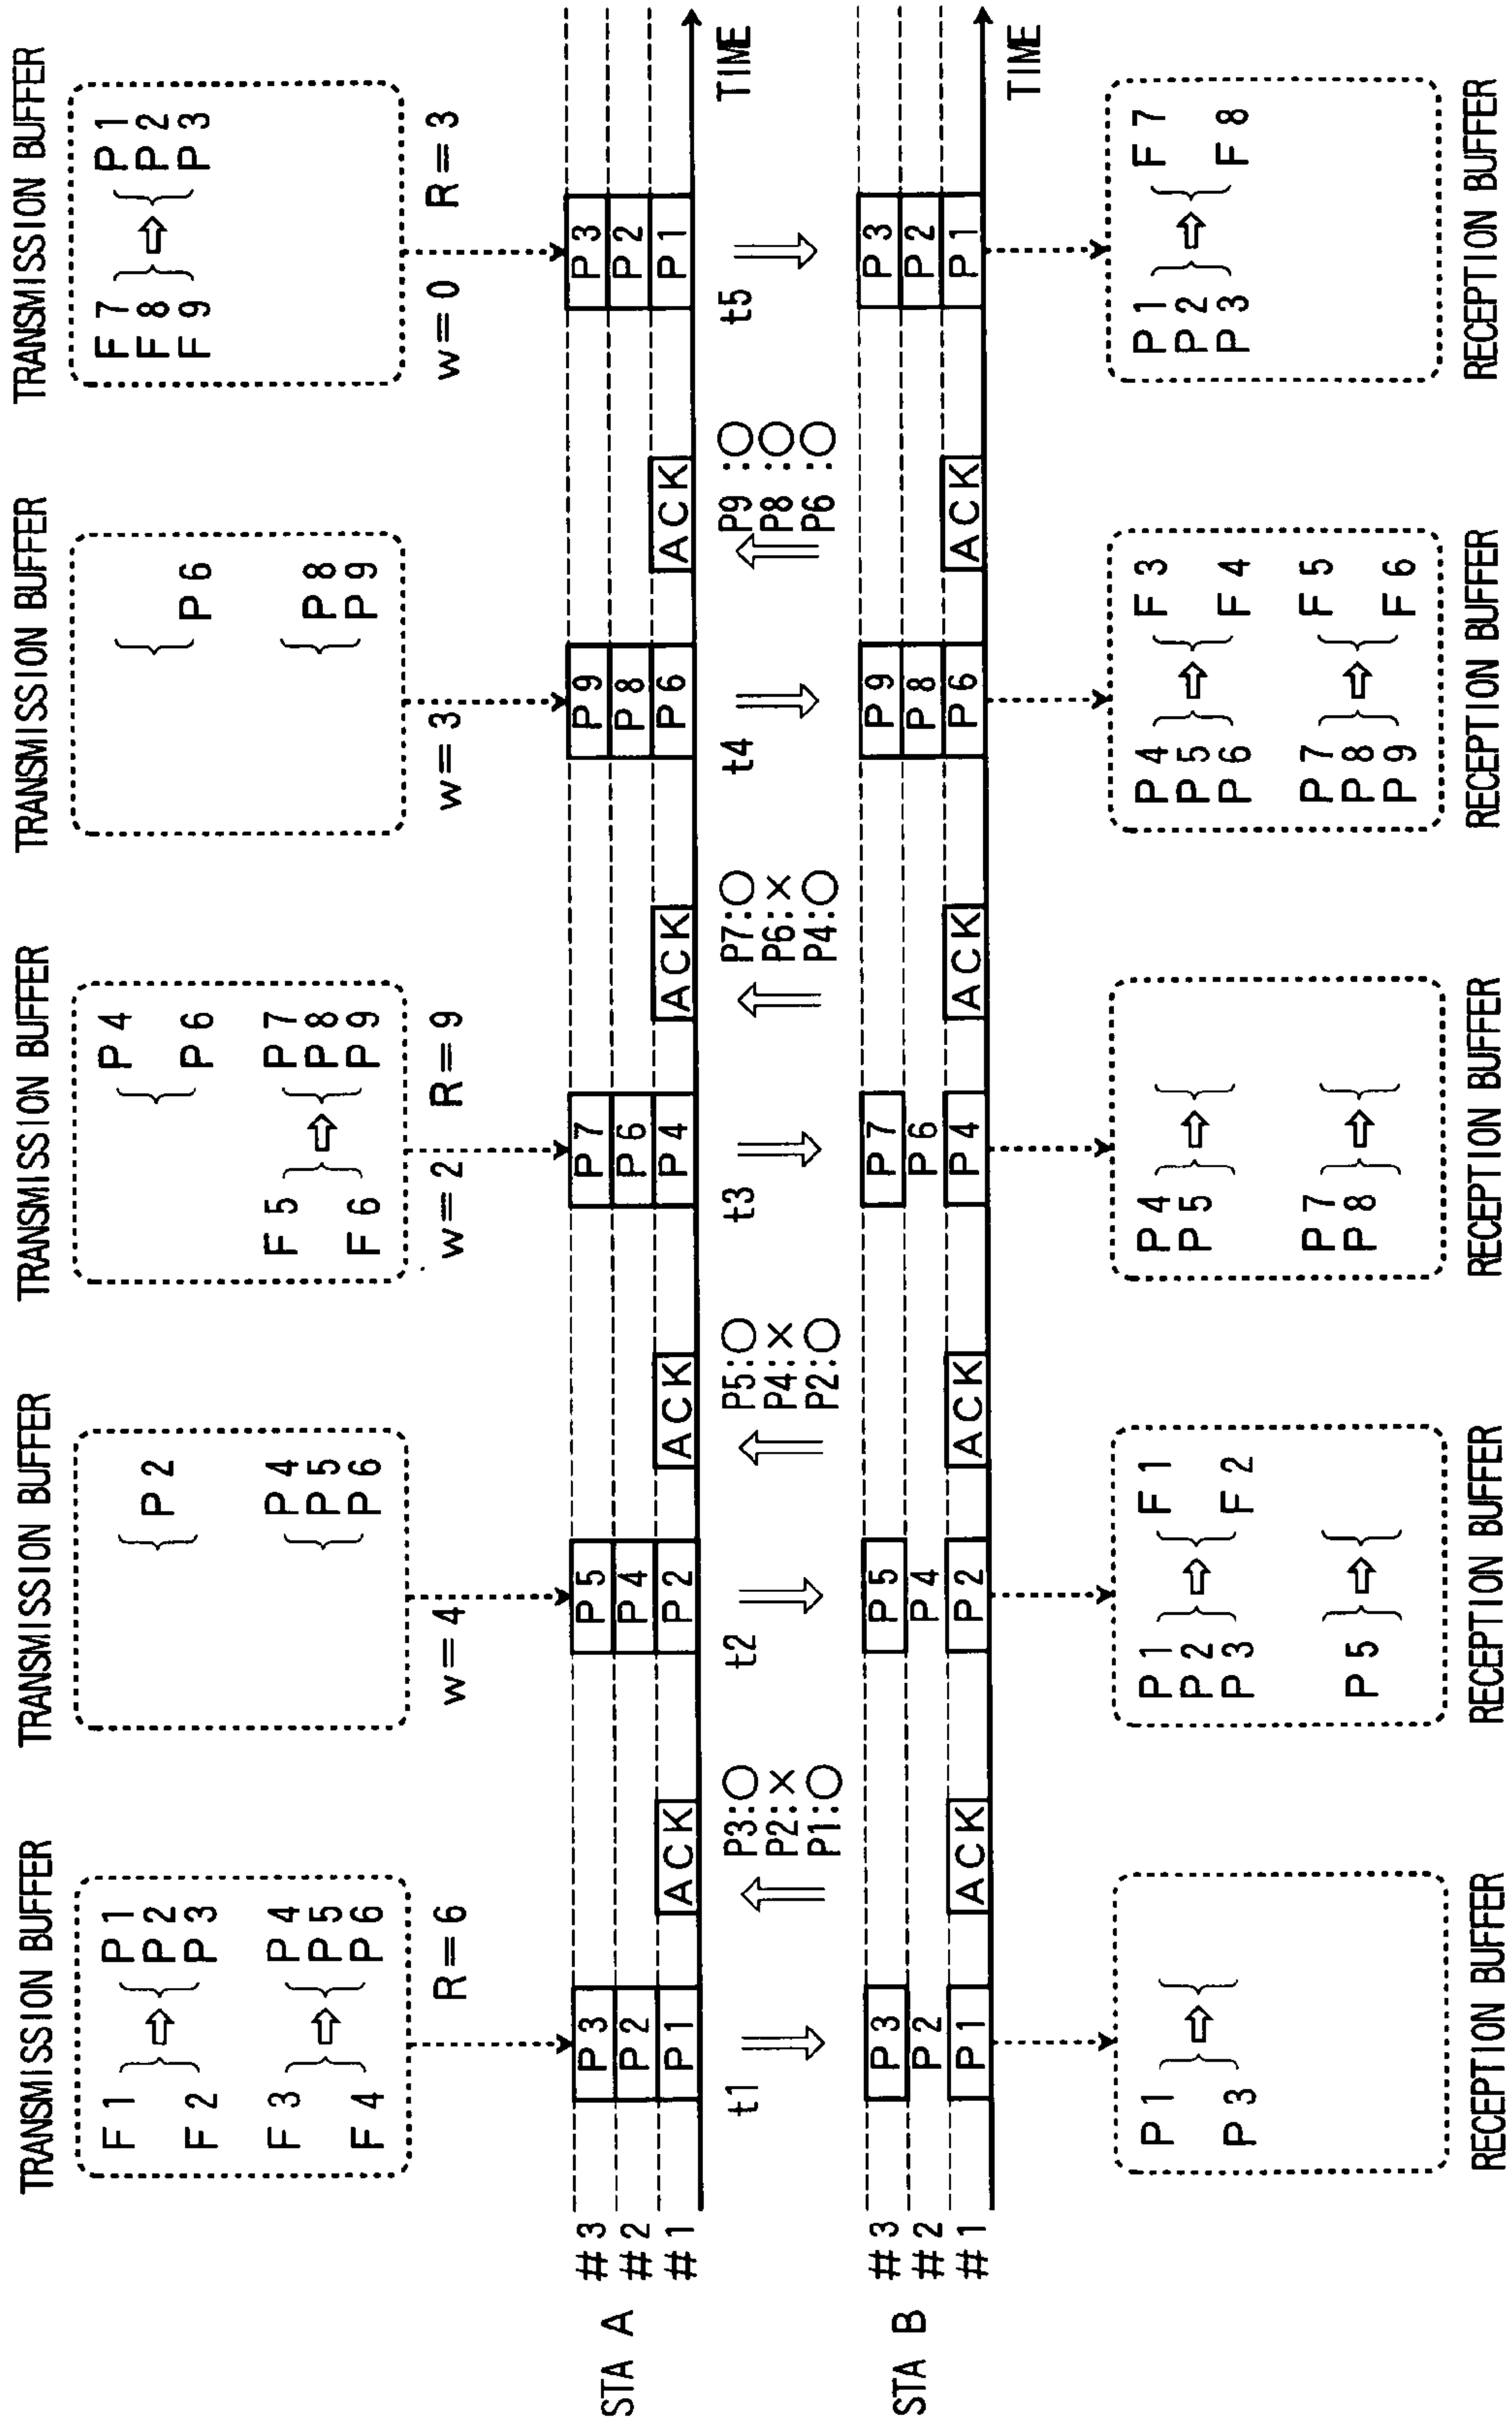 TRANSMISSION BUFFER
F1 P1
P2
F2 P3
F3 P4
P5
F4 P6
R=6
TRANSMISSION BUFFER
P2
P4
P5
P6
w=4
TRANSMISSION BUFFER
P4
P6
F5 P7
P8
F6 P9
w=2 R=9
TRANSMISSION BUFFER
P6
P8
P9
w=3
TRANSMISSION BUFFER
F7 P1
F8 P2
F9 P3
w=0 R=3
STA A
#3
#2
#1
P3
P2
P1
ACK
P5
P4
P2
ACK
P7
P6
P4
ACK
P9
P8
P6
ACK
P3
P2
P1
TIME
t1
P3:○
P2:×
P1:○
t2
P5:○
P4:×
P2:○
t3
P7:○
P6:×
P4:○
t4
P9:○
P8:○
P6:○
t5
STA B
#3
#2
#1
P3
P2
P1
ACK
P5
P4
P2
ACK
P7
P6
P4
ACK
P9
P8
P6
ACK
P3
P2
P1
TIME
P1
P3
RECEPTION BUFFER
P1 F1
P2
P3 F2
P5
RECEPTION BUFFER
P4
P5
P7
P8
RECEPTION BUFFER
P4 F3
P5
P6 F4
P7 F5
P8
P9 F6
RECEPTION BUFFER
P1 F7
P2
P3 F8
RECEPTION BUFFER